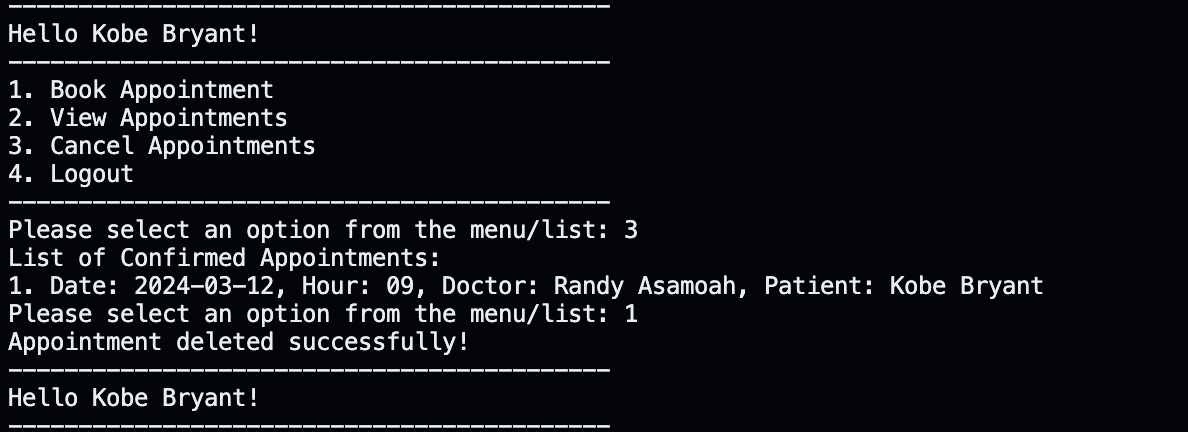 -------------------------------------------
Hello Kobe Bryant!
-------------------------------------------
1. Book Appointment
2. View Appointments
3. Cancel Appointments
4. Logout
-------------------------------------------
Please select an option from the menu/list: 3
List of Confirmed Appointments:
1. Date: 2024-03-12, Hour: 09, Doctor: Randy Asamoah, Patient: Kobe Bryant
Please select an option from the menu/list: 1
Appointment deleted successfully!
-------------------------------------------
Hello Kobe Bryant!
-------------------------------------------